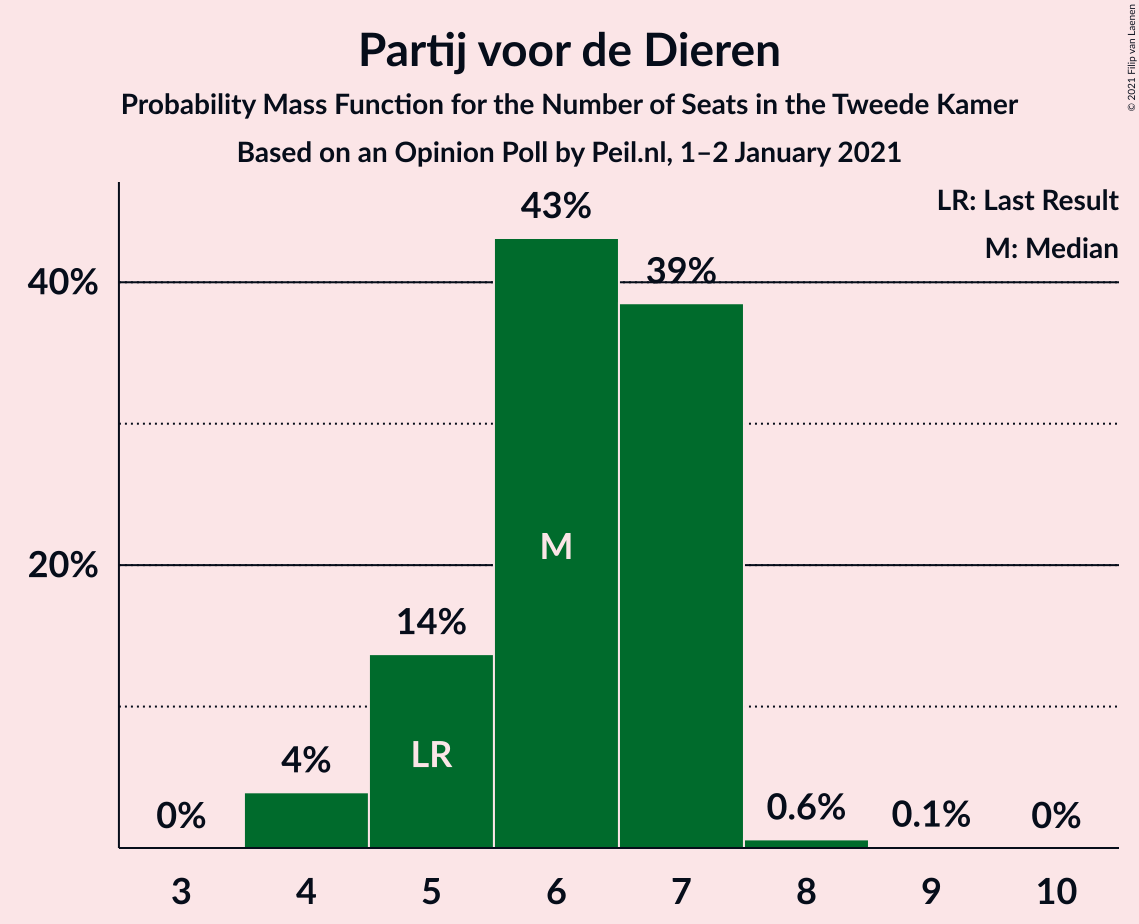 Partij voor de Dieren
Probability Mass Function for the Number of Seats in the Tweede Kamer
Based on an Opinion Poll by Peil.nl, 1–2 January 2021
© 2021 Filip van Laenen
LR: Last Result
M: Median
43%
39%
40%
M
20%
14%
LR
4%
0%
0.6%
0.1%
0%
3 4 5 6 7 8 9 10